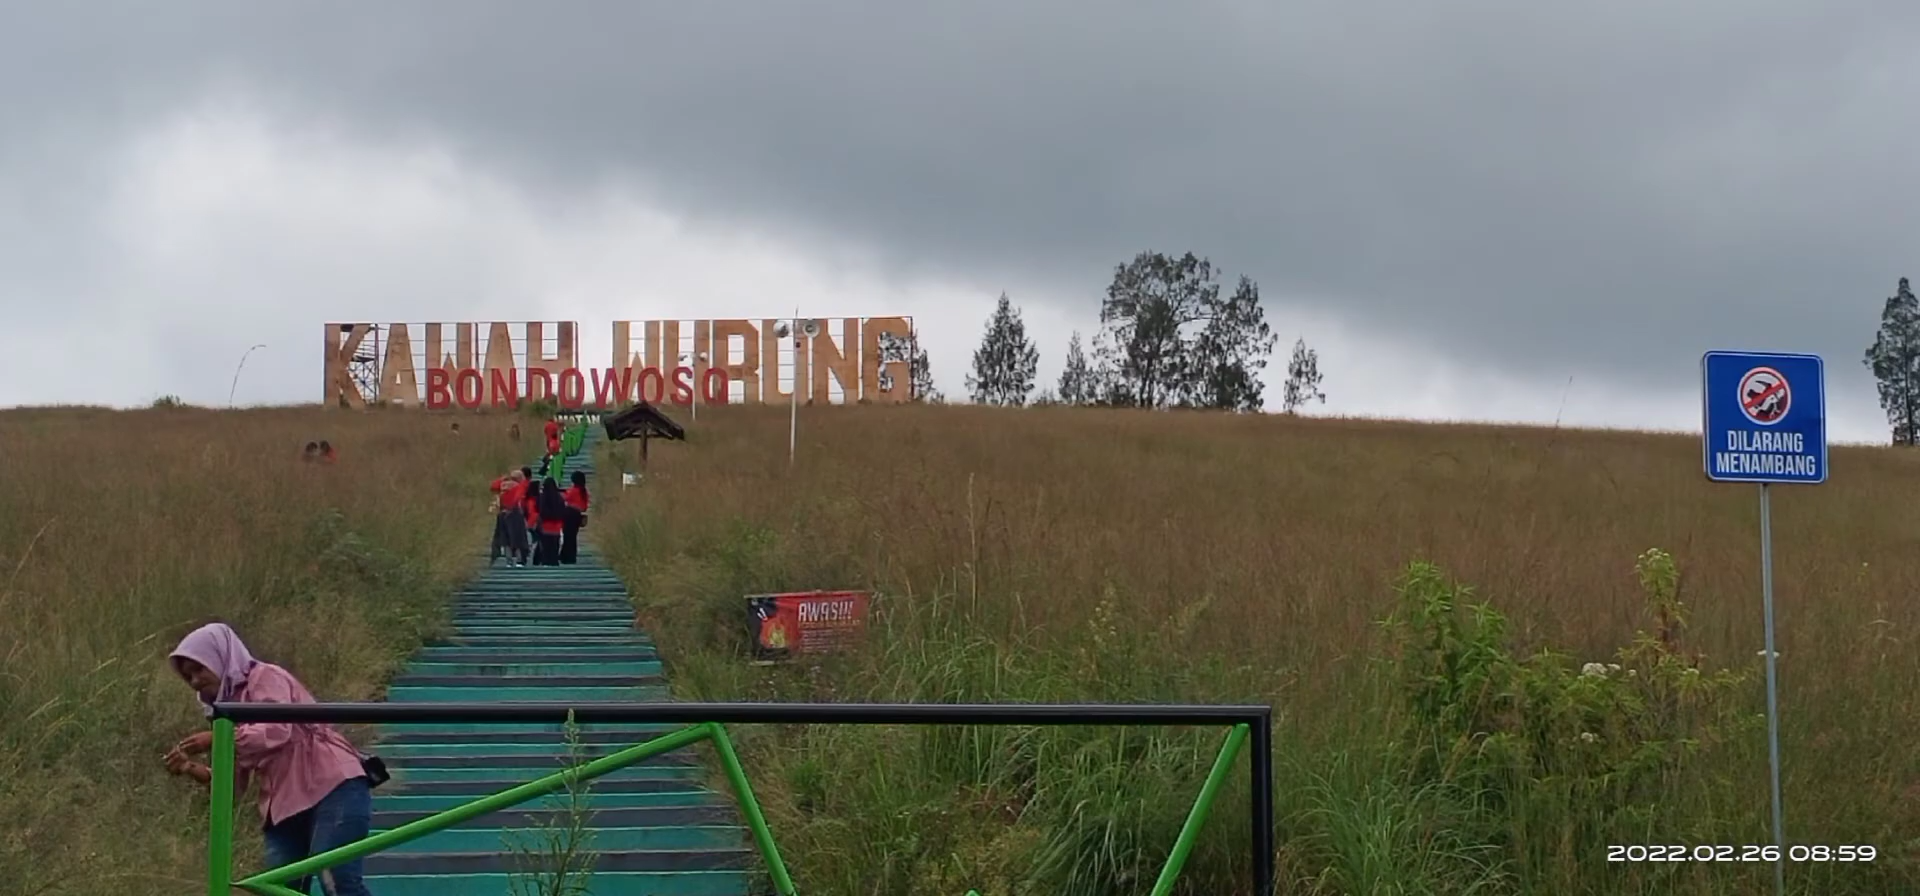 KAWAH WURUNG
BONDOWOSO
AWAS!!!
DILARANG
MENAMBANG
2022.02.26 08:59